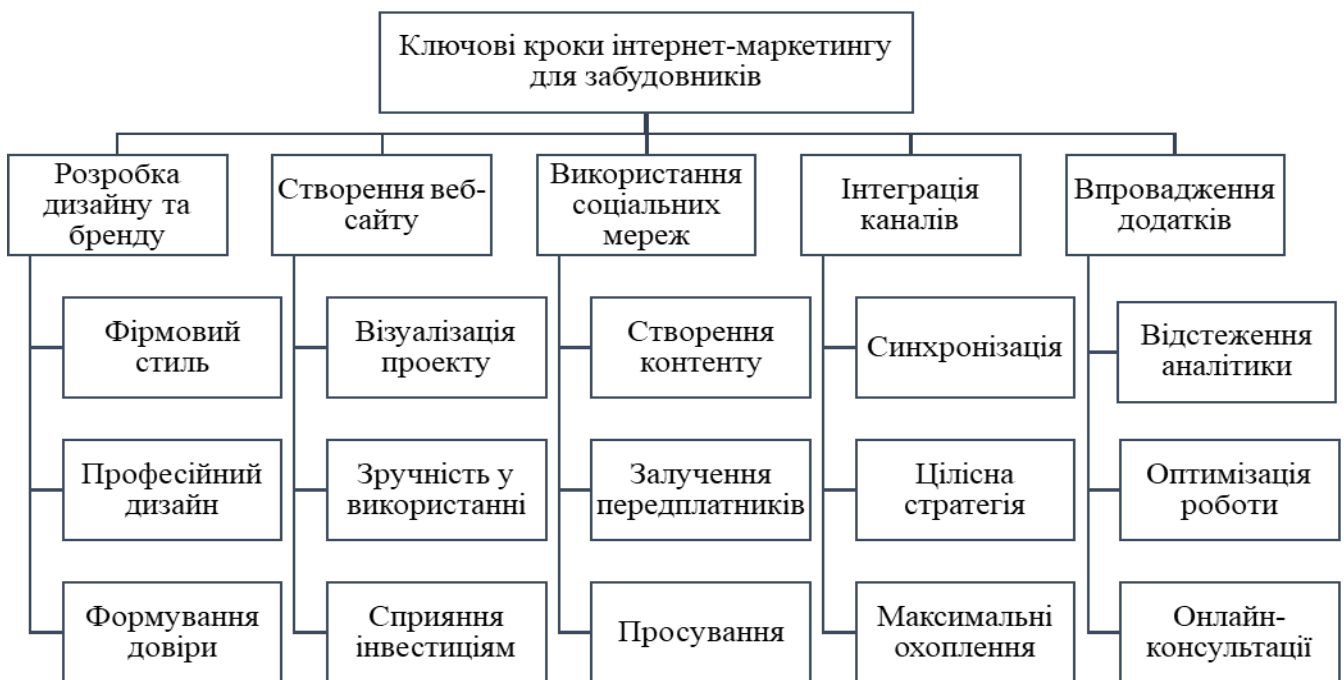 Ключові кроки інтернет-маркетингу
для забудовників
Розробка
дизайну та
бренду
Фірмовий
стиль
Професійний
дизайн
Формування
довіри
Створення веб-
сайту
Візуалізація
проекту
Зручність у
використанні
Сприяння
інвестиціям
Використання
соціальних
мереж
Створення
контенту
Залучення
передплатників
Просування
Інтеграція
каналів
Синхронізація
Цілісна
стратегія
Максимальні
охоплення
Впровадження
додатків
Відстеження
аналітики
Оптимізація
роботи
Онлайн-
консультації